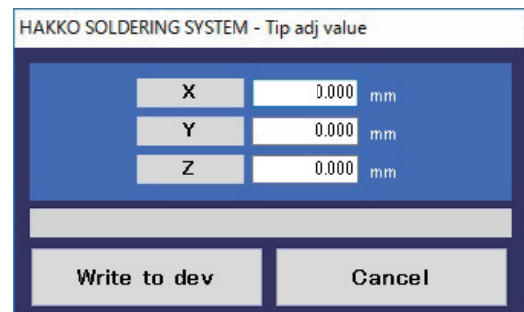 HAKKO SOLDERING SYSTEM - Tip adj value
X 0.000 mm
Y 0.000 mm
Z 0.000 mm
Write to dev Cancel